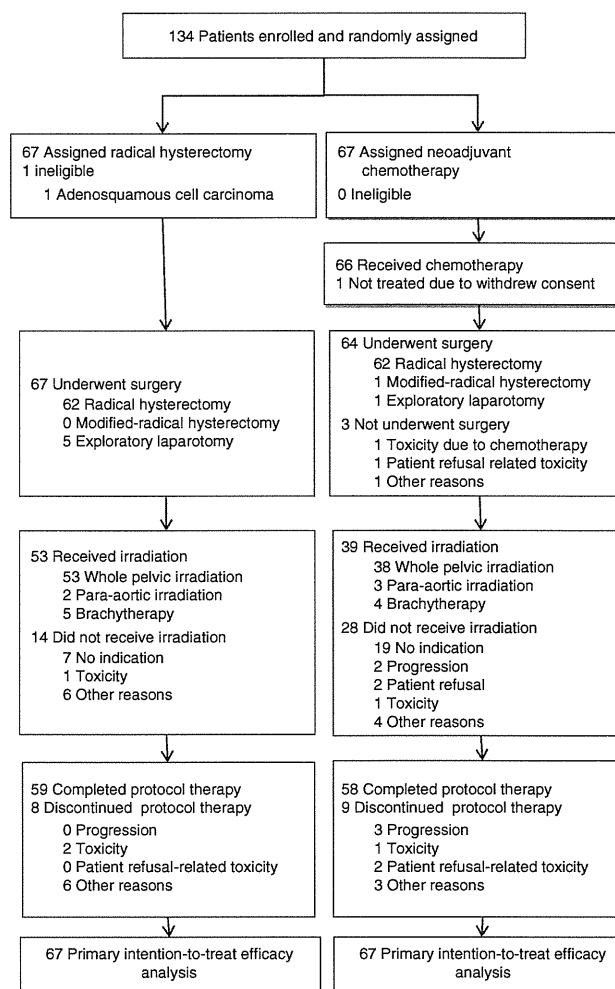 134 Patients enrolled and randomly assigned
67 Assigned radical hysterectomy
1 ineligible
1 Adenosquamous cell carcinoma
67 Assigned neoadjuvant
chemotherapy
0 Ineligible
66 Received chemotherapy
1 Not treated due to withdrew consent
67 Underwent surgery
62 Radical hysterectomy
0 Modified-radical hysterectomy
5 Exploratory laparotomy
64 Underwent surgery
62 Radical hysterectomy
1 Modified-radical hysterectomy
1 Exploratory laparotomy
3 Not underwent surgery
1 Toxicity due to chemotherapy
1 Patient refusal related toxicity
1 Other reasons
53 Received irradiation
53 Whole pelvic irradiation
2 Para-aortic irradiation
5 Brachytherapy
14 Did not receive irradiation
7 No indication
1 Toxicity
6 Other reasons
39 Received irradiation
38 Whole pelvic irradiation
3 Para-aortic irradiation
4 Brachytherapy
28 Did not receive irradiation
19 No indication
2 Progression
2 Patient refusal
1 Toxicity
4 Other reasons
59 Completed protocol therapy
8 Discontinued protocol therapy
0 Progression
2 Toxicity
0 Patient refusal-related toxicity
6 Other reasons
58 Completed protocol therapy
9 Discontinued protocol therapy
3 Progression
1 Toxicity
2 Patient refusal-related toxicity
3 Other reasons
67 Primary intention-to-treat efficacy
analysis
67 Primary intention-to-treat efficacy
analysis